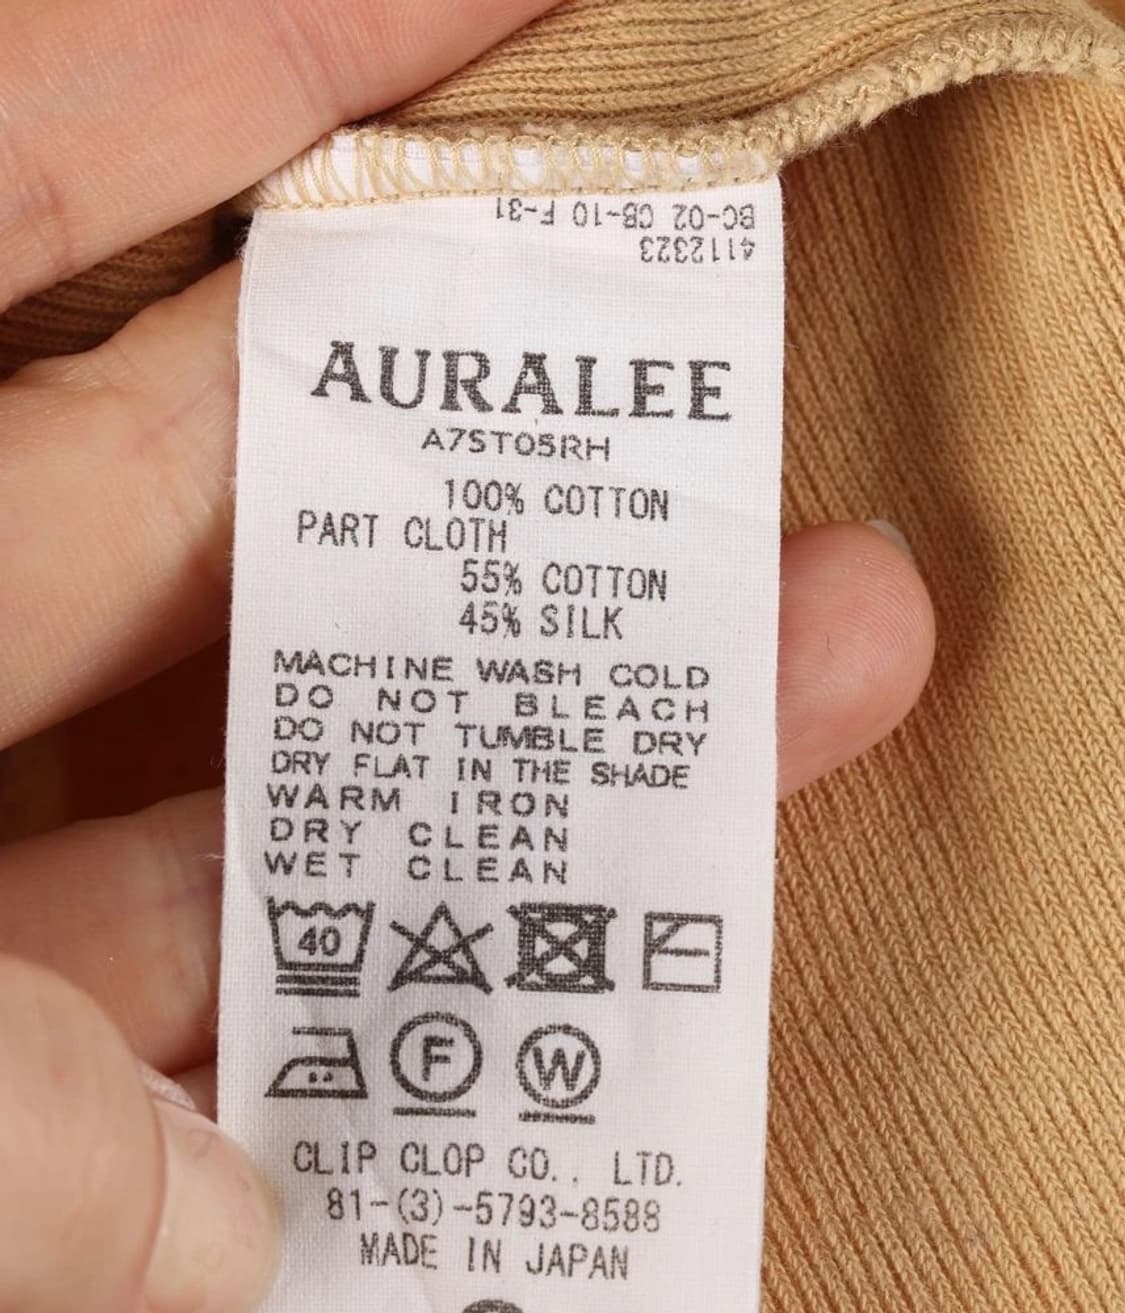 BC-02 CB-10 F-31
4112323
AURALEE
A7ST05RH
100% COTTON
PART CLOTH
55% COTTON
45% SILK
MACHINE WASH COLD
DO NOT BLEACH
DO NOT TUMBLE DRY
DRY FLAT IN THE SHADE
WARM IRON
DRY CLEAN
WET CLEAN
40
F
W
CLIP CLOP CO., LTD.
81-(3)-5793-8588
MADE IN JAPAN